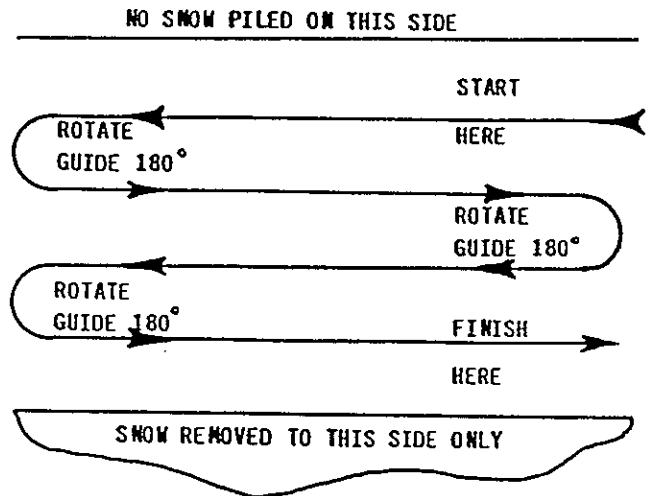 NO SNOW PILED ON THIS SIDE
START
HERE
ROTATE
GUIDE 180°
ROTATE
GUIDE 180°
ROTATE
GUIDE 180°
FINISH
HERE
SNOW REMOVED TO THIS SIDE ONLY